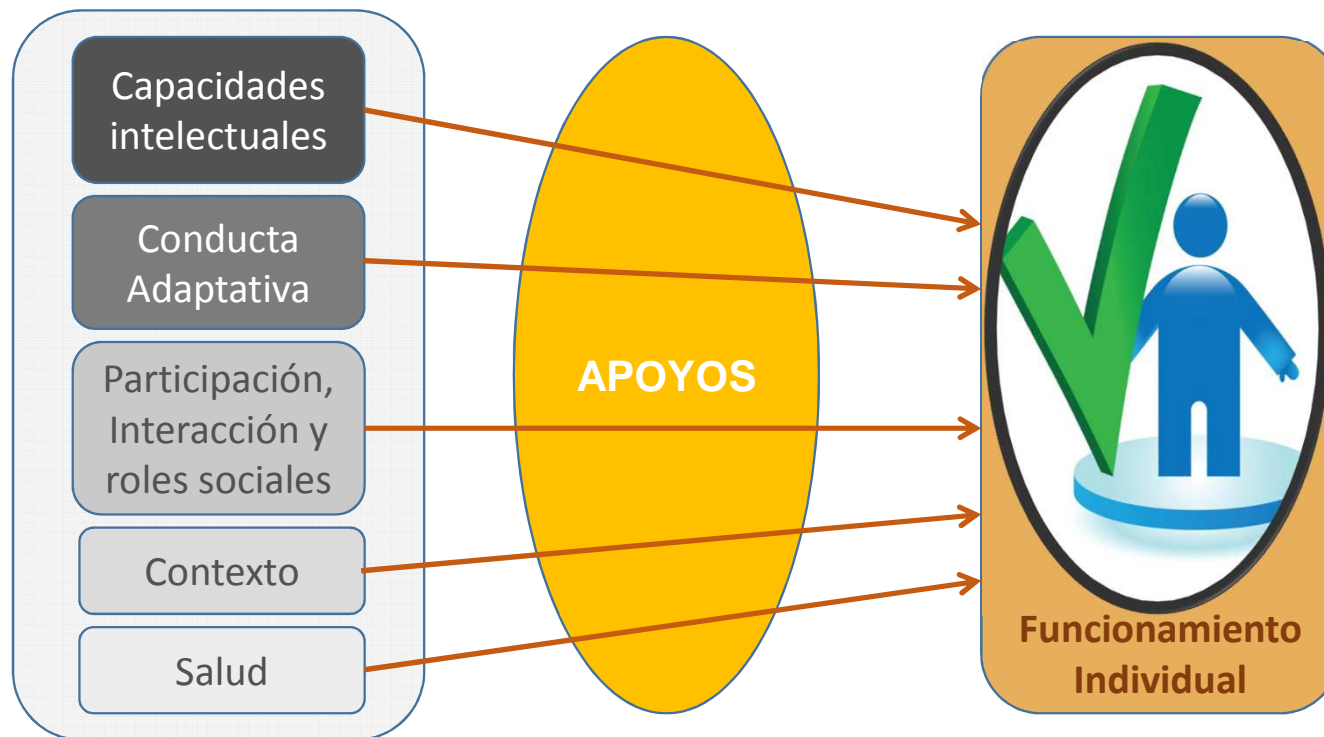 Capacidades
intelectuales
Conducta
Adaptativa
Participación,
Interacción y
roles sociales
Contexto
Salud
APOYOS
Funcionamiento
Individual